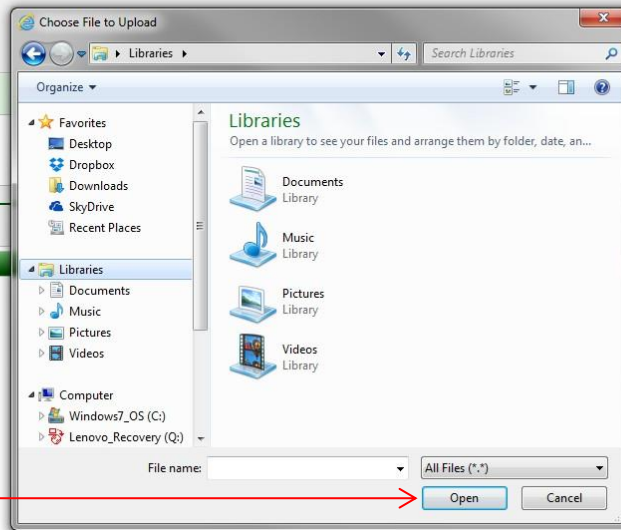 Choose File to Upload
Libraries
Search Libraries
Organize
Favorites
Desktop
Dropbox
Downloads
SkyDrive
Recent Places
Libraries
Documents
Music
Pictures
Videos
Computer
Windows7_OS (C:)
Lenovo_Recovery (Q:)
Libraries
Open a library to see your files and arrange them by folder, date, an...
Documents
Library
Music
Library
Pictures
Library
Videos
Library
File name:
All Files (*.*)
Open
Cancel